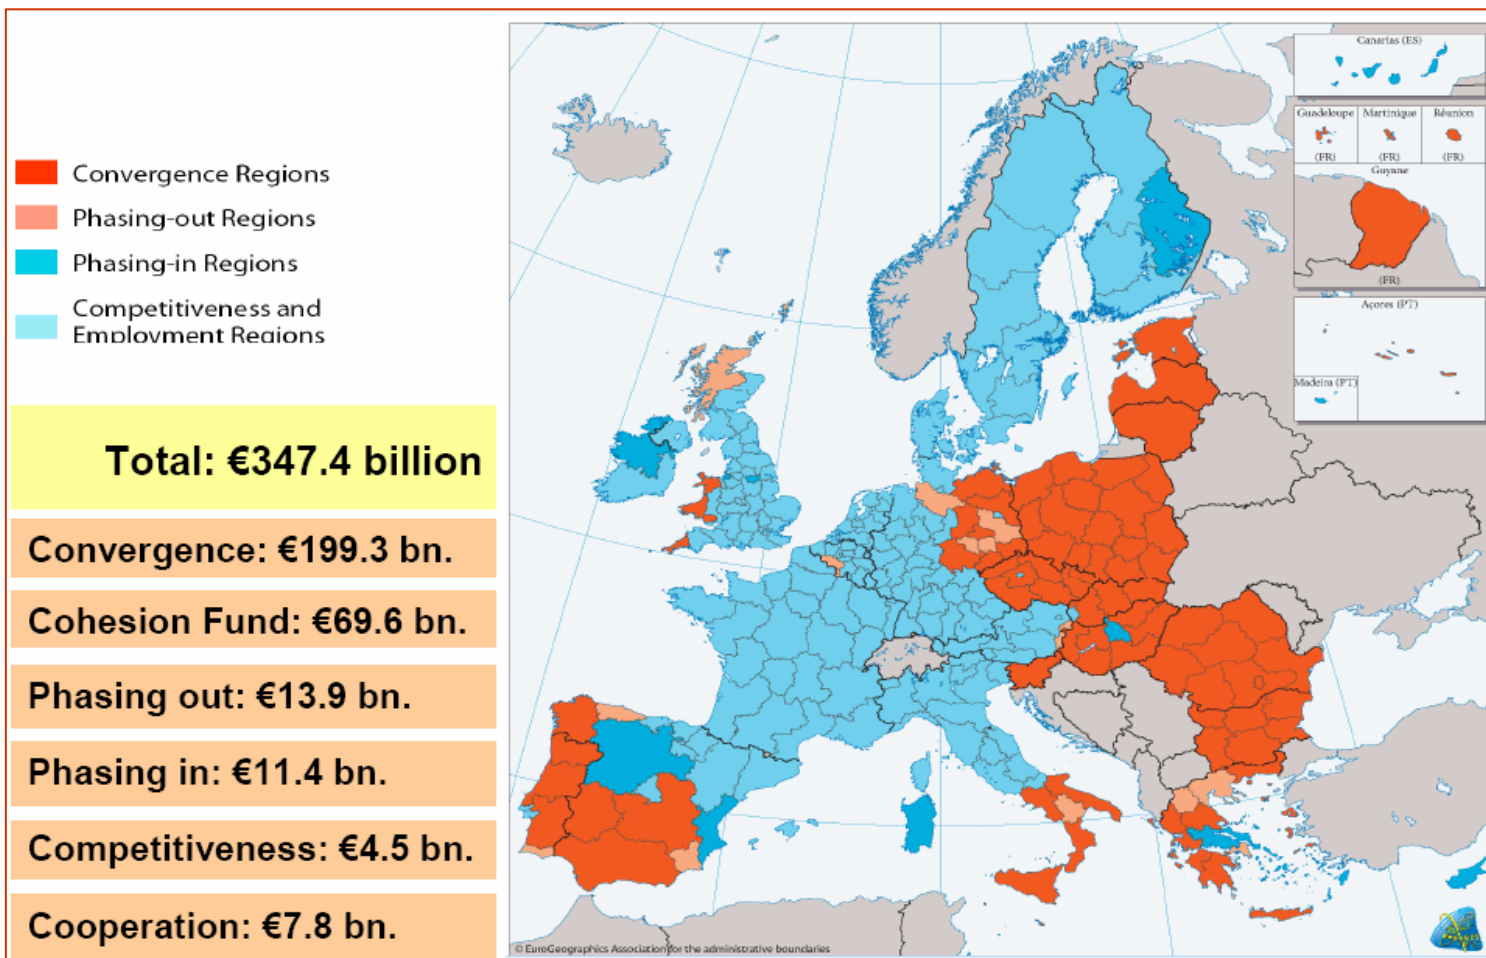 Convergence Regions
Phasing-out Regions
Phasing-in Regions
Competitiveness and
Employment Regions
Total: €347.4 billion
Convergence: €199.3 bn.
Cohesion Fund: €69.6 bn.
Phasing out: €13.9 bn.
Phasing in: €11.4 bn.
Competitiveness: €4.5 bn.
Cooperation: €7.8 bn.
Canarias (ES)
Guadeloupe Martinique Réunion
(FR) (FR) (FR)
Guyane
(FR)
Açores (PT)
Madeira (PT)
© EuroGeographics Association for the administrative boundaries